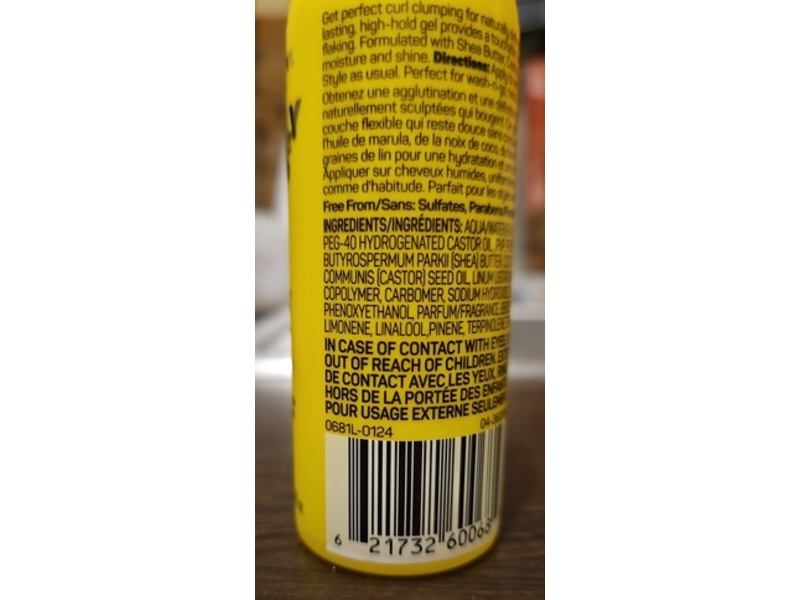 Get perfect curl clumping for naturally
lasting, high-hold gel provides a
flaking. Formulated with Shea Butter,
moisture and shine. Directions: Apply
Style as usual. Perfect for wash-n-go
Obtenez une agglutination et une
naturellement sculptées qui bougent.
couche flexible qui reste douce sans
l'huile de marula, de la noix de coco,
graines de lin pour une hydratation et
Appliquer sur cheveux humides,
comme d'habitude. Parfait pour les
LY
Free From/Sans: Sulfates, Parabens
INGREDIENTS/INGRÉDIENTS: AQUA/WATER
PEG-40 HYDROGENATED CASTOR OIL, PVP
BUTYROSPERMUM PARKII (SHEA) BUTTER,
COMMUNIS (CASTOR) SEED OIL, LINUM
COPOLYMER, CARBOMER, SODIUM
PHENOXYETHANOL, PARFUM/FRAGRANCE,
LIMONENE, LINALOOL, PINENE, TERPINOLENE
IN CASE OF CONTACT WITH EYES,
OUT OF REACH OF CHILDREN.
DE CONTACT AVEC LES YEUX,
HORS DE LA PORTÉE DES ENFANTS
POUR USAGE EXTERNE SEULEMENT
0681L-0124 04-
6 21732 60068